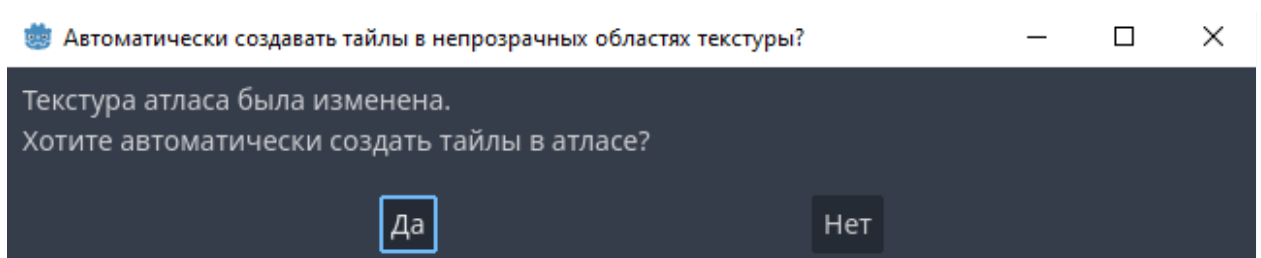 Автоматически создавать тайлы в непрозрачных областях текстуры?
Текстура атласа была изменена.
Хотите автоматически создать тайлы в атласе?
Да Нет